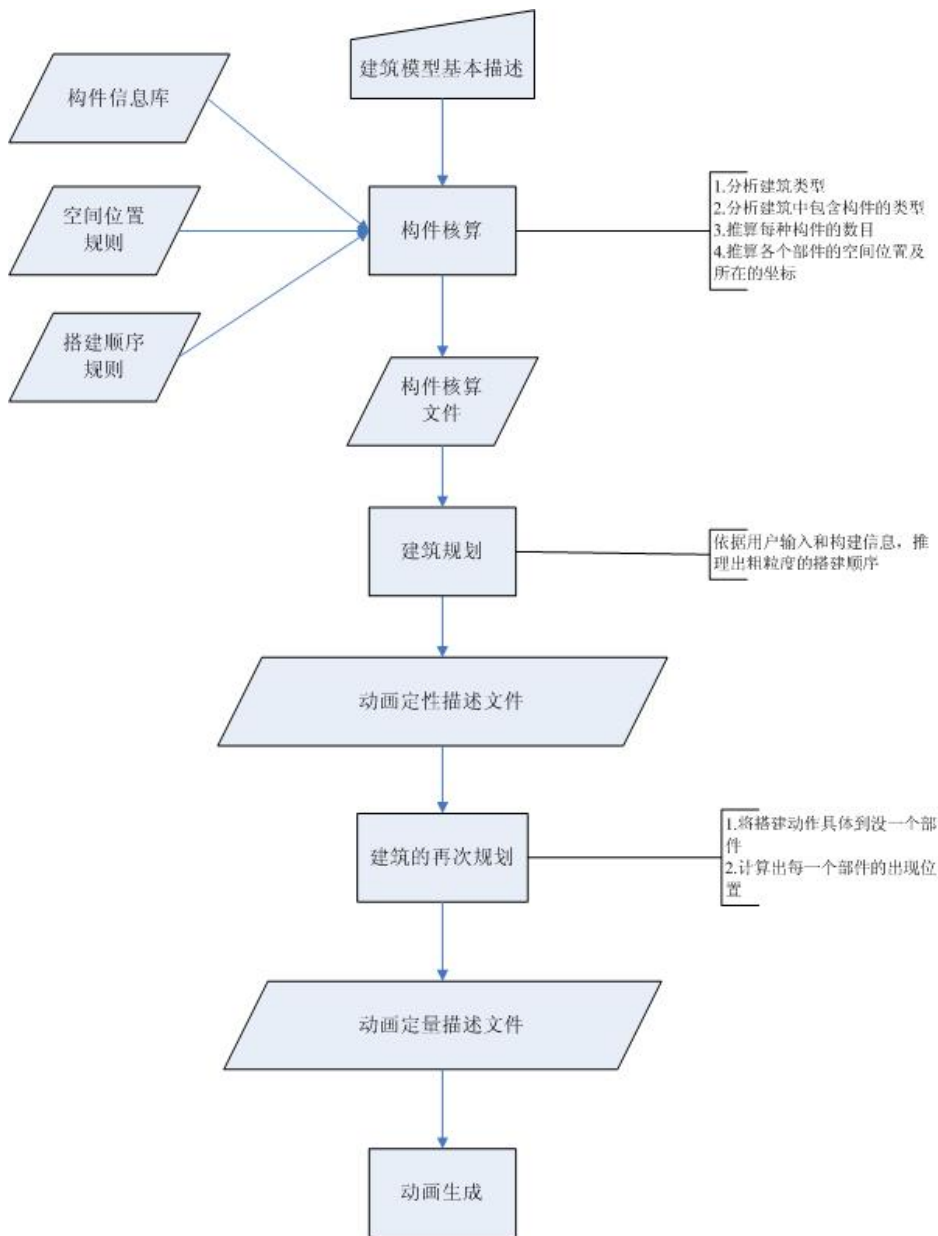 建筑模型基本描述
构件信息库
空间位置
规则
搭建顺序
规则
构件核算
1.分析建筑类型
2.分析建筑中包含构件的类型
3.推算每种构件的数目
4.推算各个部件的空间位置及
所在的坐标
构件核算
文件
建筑规划
依据用户输入和构建信息，推
理出粗粒度的搭建顺序
动画定性描述文件
建筑的再次规划
1.将搭建动作具体到没一个部
件
2.计算出每一个部件的出现位
置
动画定量描述文件
动画生成